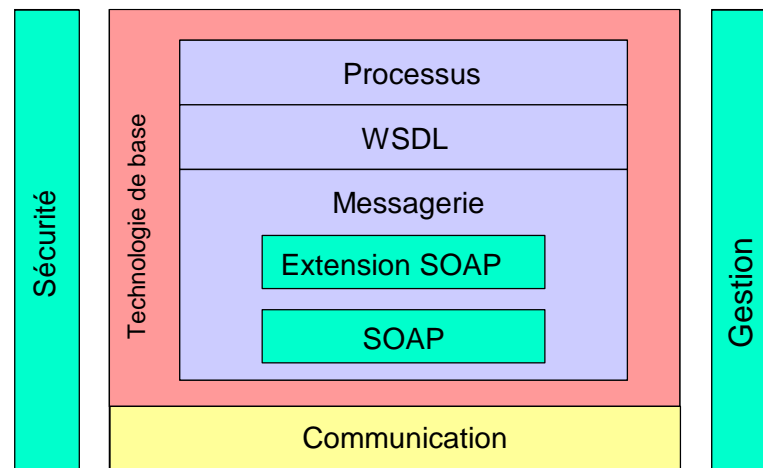 Sécurité
Technologie de base
Processus
WSDL
Messagerie
Extension SOAP
SOAP
Communication
Gestion